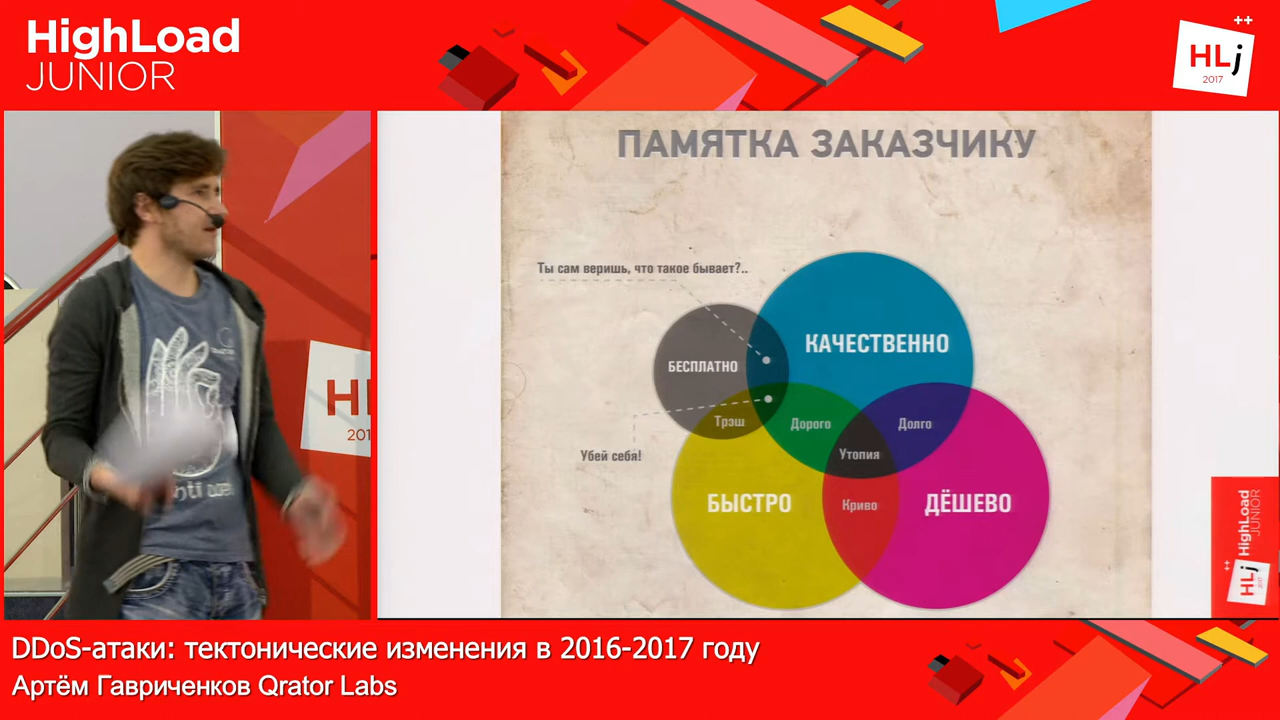 HighLoad
JUNIOR
++
HLj
2017
ПАМЯТКА ЗАКАЗЧИКУ
Ты сам веришь, что такое бывает?..
КАЧЕСТВЕННО
БЕСПЛАТНО
Трэш
Дорого
Долго
Утопия
Убей себя!
БЫСТРО
Криво
ДЁШЕВО
HighLoad
JUNIOR
++
HLj
DDoS-атаки: тектонические изменения в 2016-2017 году
Артём Гавриченков Qrator Labs